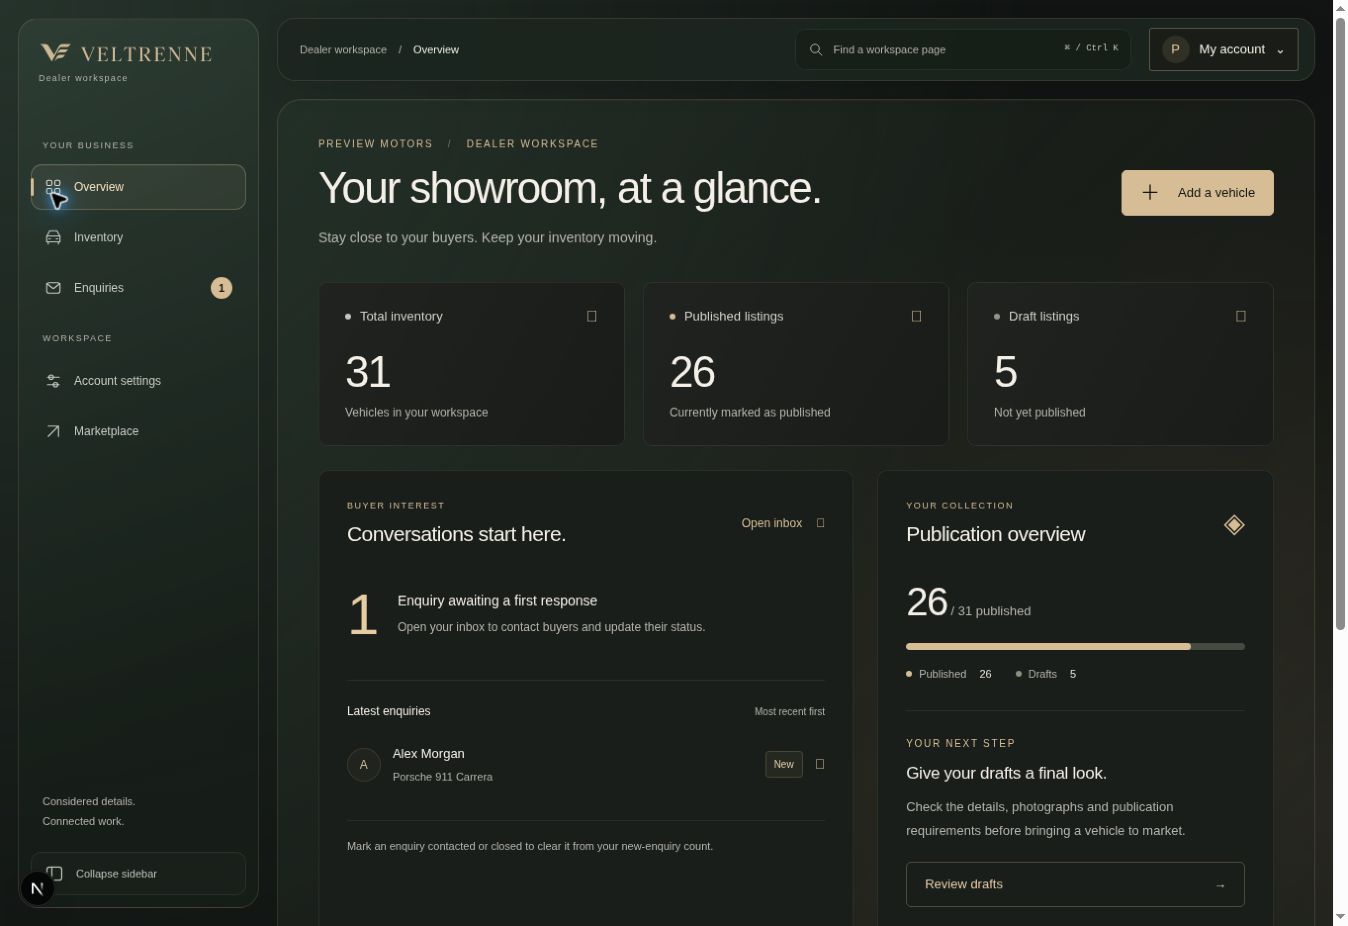 VELTRENNE
Dealer workspace
YOUR BUSINESS
Overview
Inventory
Enquiries 1
WORKSPACE
Account settings
Marketplace
Considered details.
Connected work.
Collapse sidebar
N
Dealer workspace / Overview
Find a workspace page ⌘ / Ctrl K
P My account
PREVIEW MOTORS / DEALER WORKSPACE
Your showroom, at a glance.
Stay close to your buyers. Keep your inventory moving.
Add a vehicle
Total inventory
31
Vehicles in your workspace
Published listings
26
Currently marked as published
Draft listings
5
Not yet published
BUYER INTEREST
Conversations start here.
Open inbox
1
Enquiry awaiting a first response
Open your inbox to contact buyers and update their status.
Latest enquiries
Most recent first
A
Alex Morgan
Porsche 911 Carrera
New
Mark an enquiry contacted or closed to clear it from your new-enquiry count.
YOUR COLLECTION
Publication overview
26 / 31 published
Published 26 Drafts 5
YOUR NEXT STEP
Give your drafts a final look.
Check the details, photographs and publication
requirements before bringing a vehicle to market.
Review drafts →